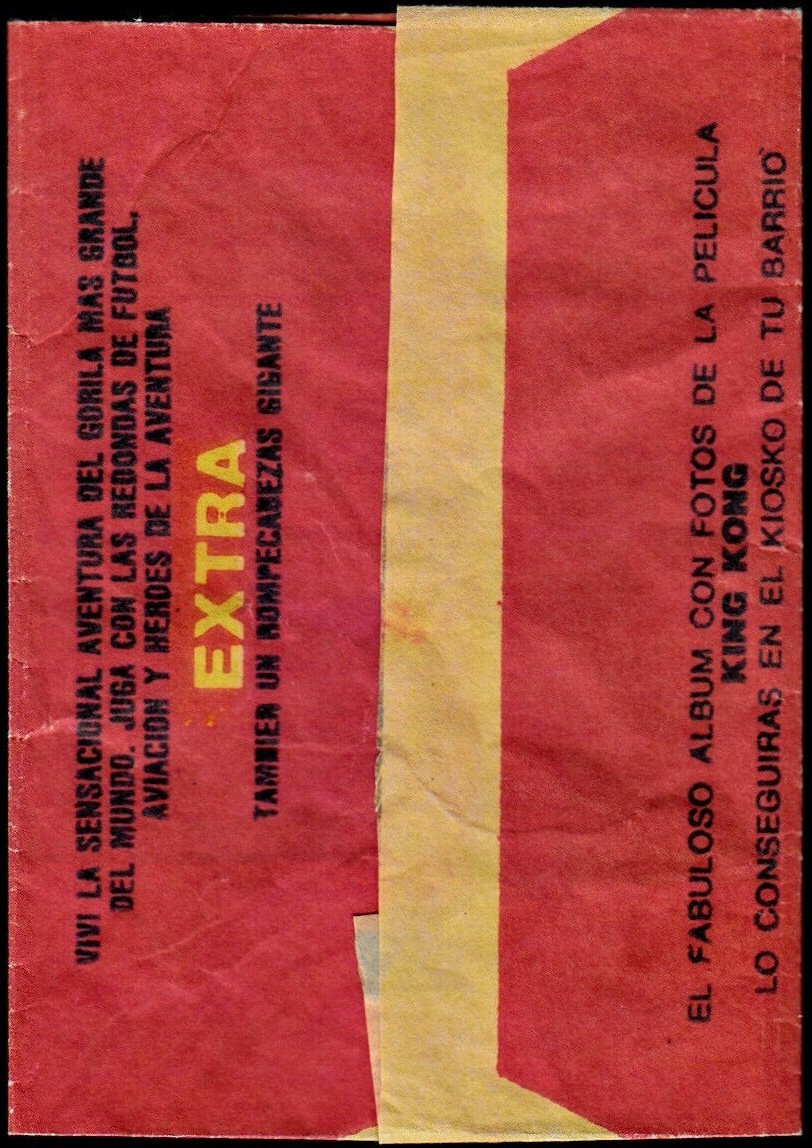 VIVI LA SENSACIONAL AVENTURA DEL GORILA MAS GRANDE
DEL MUNDO. JUGA CON LAS REDONDAS DE FUTBOL,
AVIACION Y HEROES DE LA AVENTURA
EXTRA
TAMBIEN UN ROMPECABEZAS GIGANTE
EL FABULOSO ALBUM CON FOTOS DE LA PELICULA
KING KONG
LO CONSEGUIRAS EN EL KIOSKO DE TU BARRIO